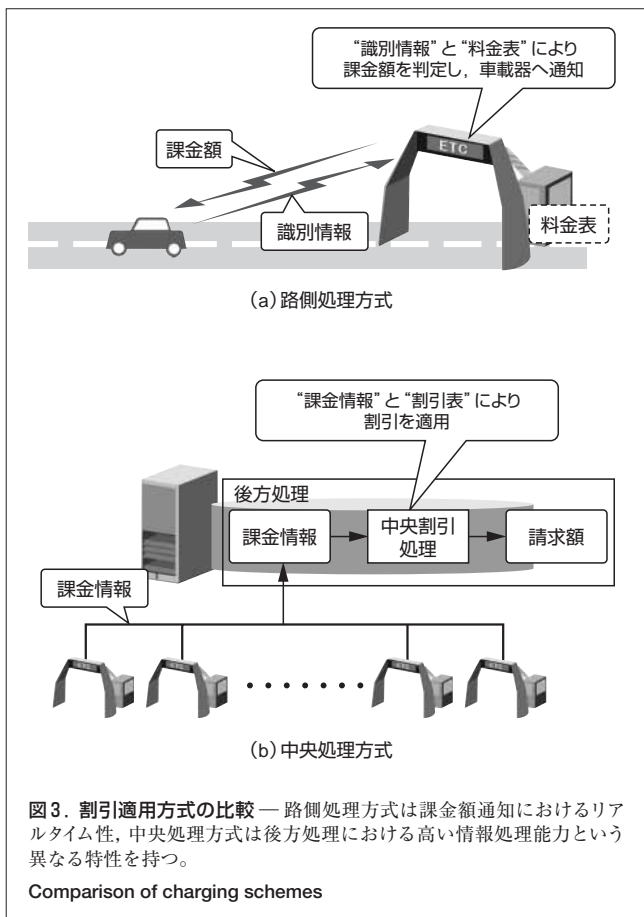 “識別情報”と“料金表”により
課金額を判定し，車載器へ通知
課金額
ETC
識別情報
料金表
(a)路側処理方式
“課金情報”と“割引表”により
割引を適用
後方処理
課金情報
中央割引
処理
請求額
課金情報
(b)中央処理方式
図3．割引適用方式の比較 — 路側処理方式は課金額通知におけるリア
ルタイム性，中央処理方式は後方処理における高い情報処理能力という
異なる特性を持つ。
Comparison of charging schemes